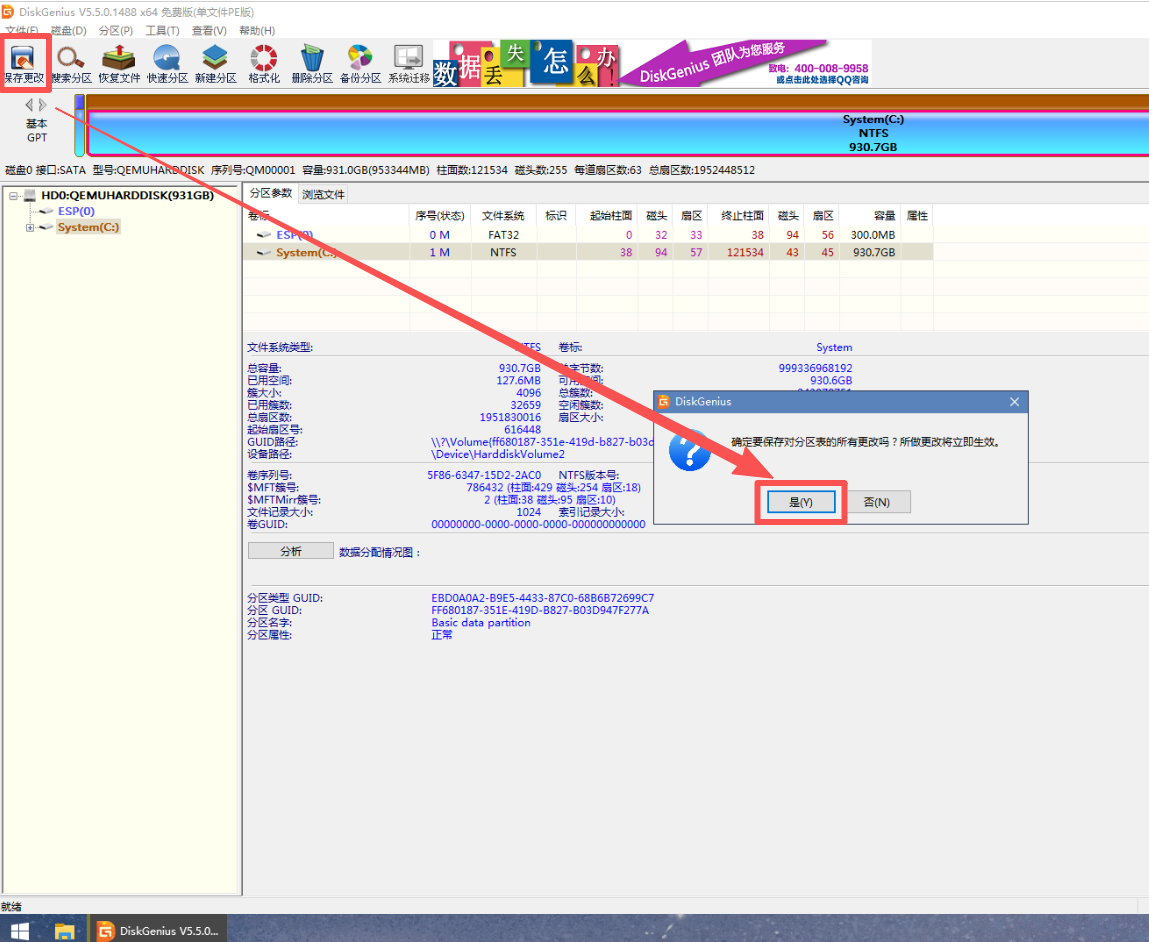 DiskGenius V5.5.0.1488 x64 免费版(单文件PE版)
文件(F) 磁盘(D) 分区(P) 工具(T) 查看(V) 帮助(H)
保存更改 搜索分区 恢复文件 快速分区 新建分区 格式化 删除分区 备份分区 系统迁移
数据丢失怎么办!
DiskGenius 团队为您服务
致电: 400-008-9958
或点击此处选择QQ咨询
基本
GPT
System(C:)
NTFS
930.7GB
磁盘0 接口:SATA 型号:QEMUHARDDISK 序列号:QM00001 容量:931.0GB(953344MB) 柱面数:121534 磁头数:255 每道扇区数:63 总扇区数:1952448512
HD0:QEMUHARDDISK(931GB)
ESP(0)
System(C:)
分区参数 浏览文件
卷标 序号(状态) 文件系统 标识 起始柱面 磁头 扇区 终止柱面 磁头 扇区 容量 属性
ESP(0) 0 M FAT32 0 32 33 38 94 56 300.0MB
System(C:) 1 M NTFS 38 94 57 121534 43 45 930.7GB
文件系统类型: NTFS 卷标: System
总容量: 930.7GB 总字节数: 999336968192
已用空间: 127.6MB 可用空间: 930.6GB
簇大小: 4096 总簇数:
已用簇数: 32659 空闲簇数:
总扇区数: 1951830016 扇区大小:
起始扇区号: 616448
GUID路径: \\?\Volume{ff680187-351e-419d-b827-b03d
设备路径: \Device\HarddiskVolume2
卷序列号: 5F86-6347-15D2-2AC0 NTFS版本号:
$MFT簇号: 786432 (柱面:429 磁头:254 扇区:18)
$MFTMirr簇号: 2 (柱面:38 磁头:95 扇区:10)
文件记录大小: 1024 索引记录大小:
卷GUID: 00000000-0000-0000-0000-000000000000
DiskGenius
确定要保存对分区表的所有更改吗？所做更改将立即生效。
是(Y) 否(N)
分析 数据分配情况图：
分区类型 GUID: EBD0A0A2-B9E5-4433-87C0-68B6B72699C7
分区 GUID: FF680187-351E-419D-B827-B03D947F277A
分区名字: Basic data partition
分区属性: 正常
就绪
DiskGenius V5.5.0...